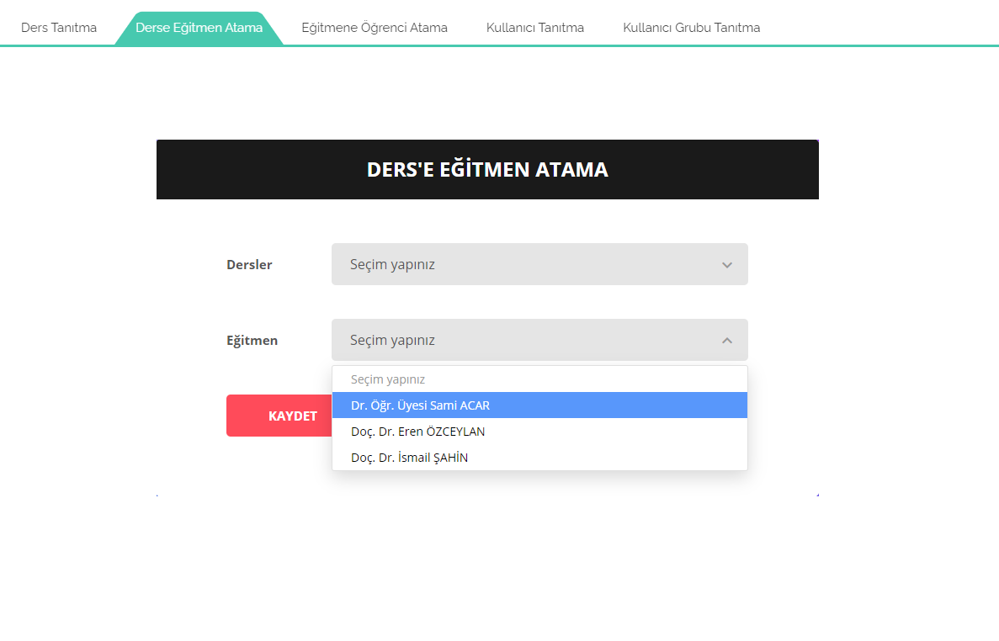 Ders Tanıtma
Derse Eğitmen Atama
Eğitmene Öğrenci Atama
Kullanıcı Tanıtma
Kullanıcı Grubu Tanıtma
DERS'E EĞİTMEN ATAMA
Dersler
Seçim yapınız
Eğitmen
Seçim yapınız
Seçim yapınız
Dr. Öğr. Üyesi Sami ACAR
Doç. Dr. Eren ÖZCEYLAN
Doç. Dr. İsmail ŞAHİN
KAYDET